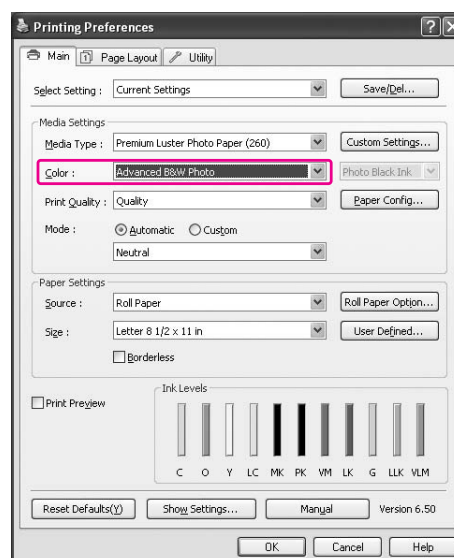 Printing Preferences
Main Page Layout Utility
Select Setting : Current Settings Save/Del...
Media Settings
Media Type : Premium Luster Photo Paper (260) Custom Settings...
Color : Advanced B&W Photo Photo Black Ink
Print Quality : Quality Paper Config...
Mode : Automatic Custom
Neutral
Paper Settings
Source : Roll Paper Roll Paper Option...
Size : Letter 8 1/2 x 11 in User Defined...
Borderless
Print Preview Ink Levels
C O Y LC MK PK VM LK G LLK VLM
Reset Defaults(Y) Show Settings... Manual Version 6.50
OK Cancel Help